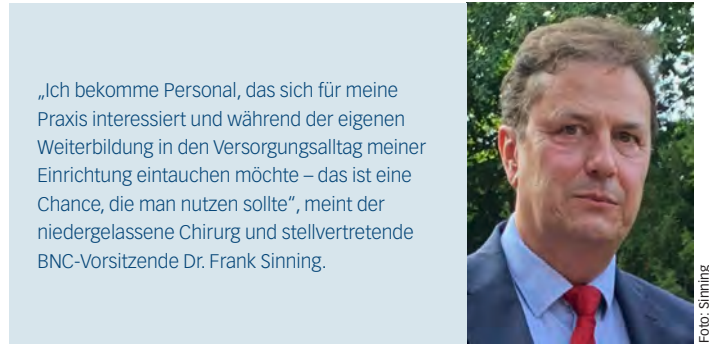 „Ich bekomme Personal, das sich für meine
Praxis interessiert und während der eigenen
Weiterbildung in den Versorgungsalltag meiner
Einrichtung eintauchen möchte – das ist eine
Chance, die man nutzen sollte“, meint der
niedergelassene Chirurg und stellvertretende
BNC-Vorsitzende Dr. Frank Sinning.
Foto: Sinning